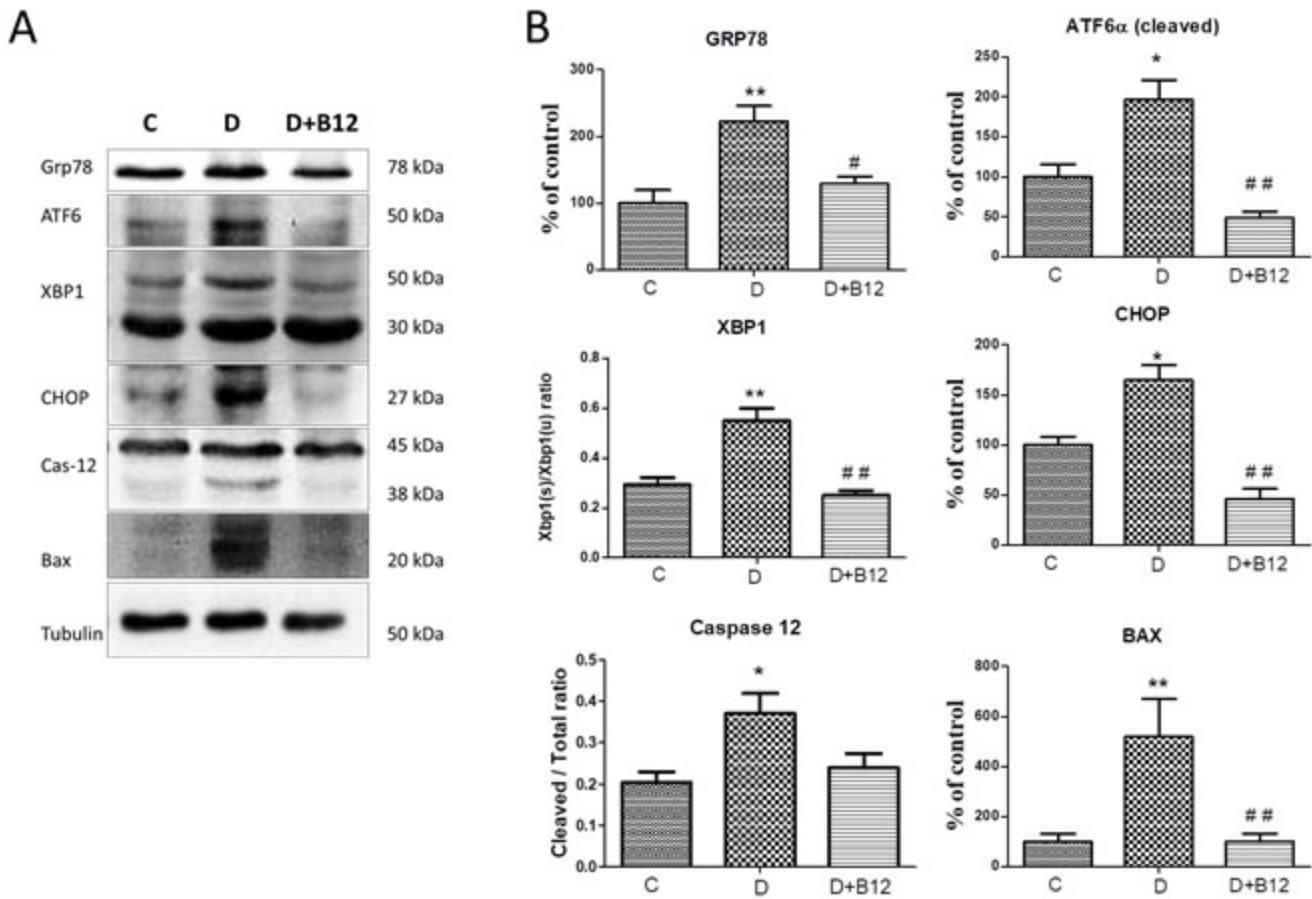 A
C D D+B12
Grp78 78 kDa
ATF6 50 kDa
XBP1 50 kDa
30 kDa
CHOP 27 kDa
Cas-12 45 kDa
38 kDa
Bax 20 kDa
Tubulin 50 kDa
B
GRP78
% of control
300
200
100
0
**
#
C D D+B12
ATF6α (cleaved)
% of control
250
200
150
100
50
0
*
# #
C D D+B12
XBP1
Xbp1(s)/Xbp1(u) ratio
0.8
0.6
0.4
0.2
0.0
**
# #
C D D+B12
CHOP
% of control
200
150
100
50
0
*
# #
C D D+B12
Caspase 12
Cleaved / Total ratio
0.5
0.4
0.3
0.2
0.1
0.0
*
C D D+B12
BAX
% of control
800
600
400
200
0
**
# #
C D D+B12